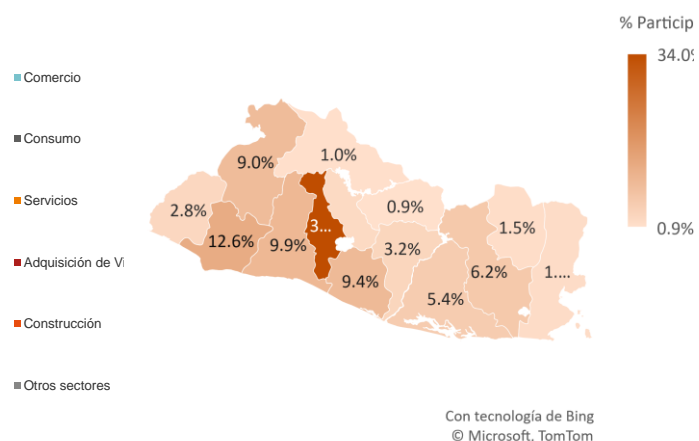 % Particip
34.0%
Comercio
Consumo
1.0%
9.0%
Servicios
2.8%
0.9%
3...
1.5%
12.6%
9.9%
3.2%
0.9%
Adquisición de Vi
6.2%
1....
9.4%
5.4%
Construcción
Otros sectores
Con tecnología de Bing
© Microsoft, TomTom